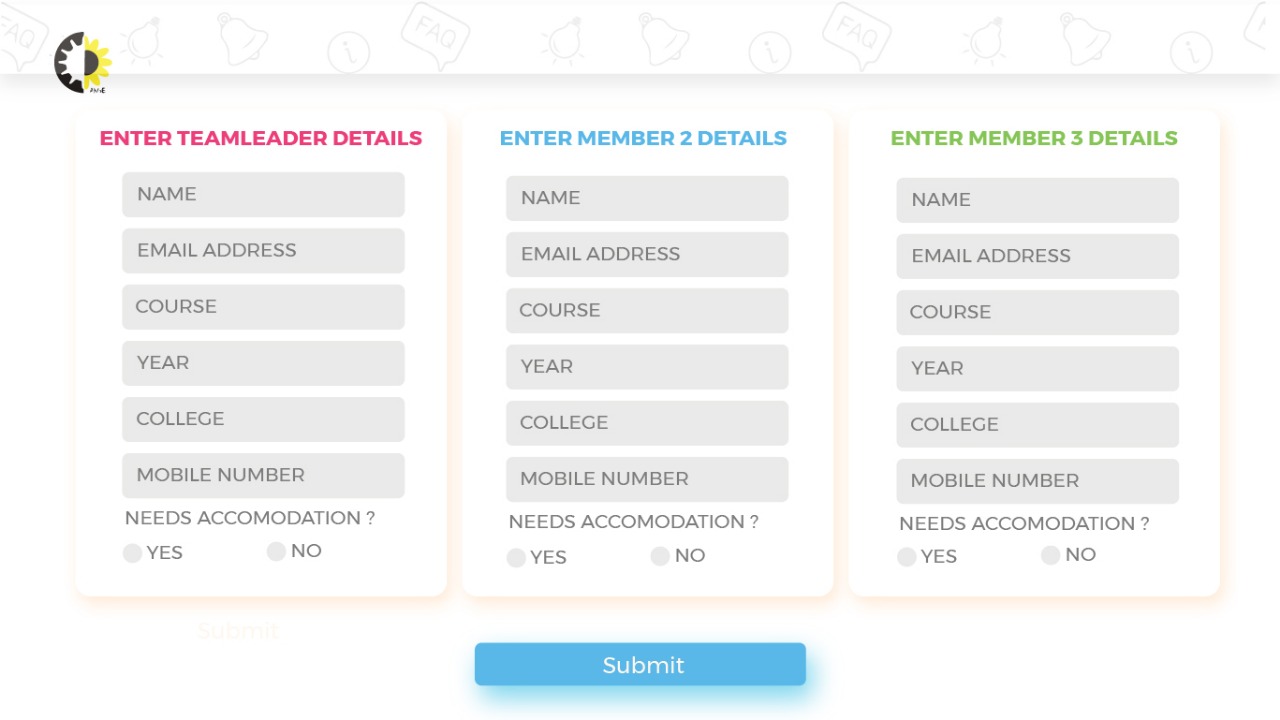 FAQ
FAQ
FAQ
ENTER TEAMLEADER DETAILS
NAME
EMAIL ADDRESS
COURSE
YEAR
COLLEGE
MOBILE NUMBER
NEEDS ACCOMODATION ?
YES
NO
ENTER MEMBER 2 DETAILS
NAME
EMAIL ADDRESS
COURSE
YEAR
COLLEGE
MOBILE NUMBER
NEEDS ACCOMODATION ?
YES
NO
ENTER MEMBER 3 DETAILS
NAME
EMAIL ADDRESS
COURSE
YEAR
COLLEGE
MOBILE NUMBER
NEEDS ACCOMODATION ?
YES
NO
Submit
Submit